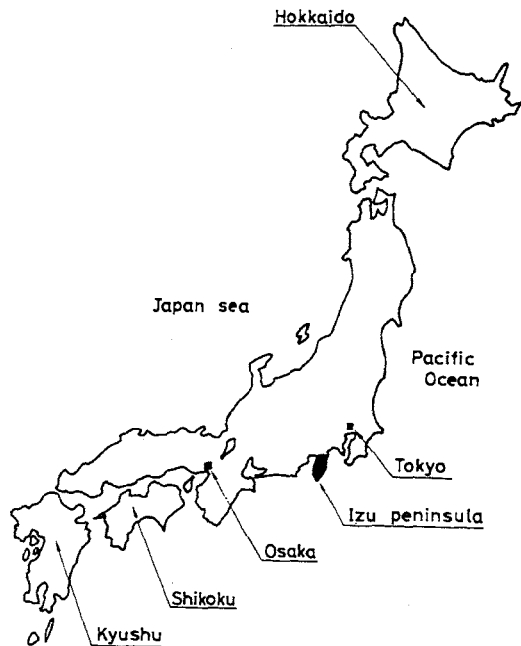 Hokkaido
Japan sea
Pacific
Ocean
Tokyo
Izu peninsula
Osaka
Shikoku
Kyushu